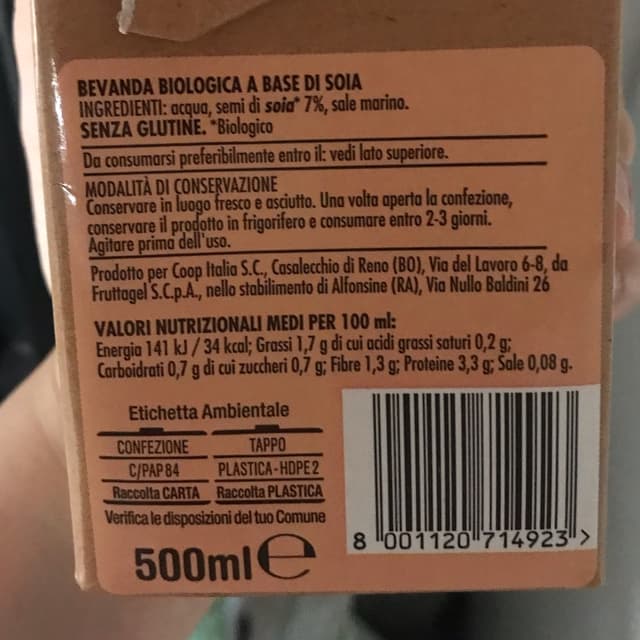 BEVANDA BIOLOGICA A BASE DI SOIA
INGREDIENTI: acqua, semi di soia* 7%, sale marino.
SENZA GLUTINE. *Biologico
Da consumarsi preferibilmente entro il: vedi lato superiore.
MODALITÀ DI CONSERVAZIONE
Conservare in luogo fresco e asciutto. Una volta aperta la confezione,
conservare il prodotto in frigorifero e consumare entro 2-3 giorni.
Agitare prima dell'uso.
Prodotto per Coop Italia S.C., Casalecchio di Reno (BO), Via del Lavoro 6-8, da
Fruttagel S.C.p.A., nello stabilimento di Alfonsine (RA), Via Nullo Baldini 26
VALORI NUTRIZIONALI MEDI PER 100 ml:
Energia 141 kJ / 34 kcal; Grassi 1,7 g di cui acidi grassi saturi 0,2 g;
Carboidrati 0,7 g di cui zuccheri 0,7 g; Fibre 1,3 g; Proteine 3,3 g; Sale 0,08 g.
Etichetta Ambientale
CONFEZIONE TAPPO
C/PAP 84 PLASTICA-HDPE 2
Raccolta CARTA Raccolta PLASTICA
Verifica le disposizioni del tuo Comune
500ml e
8 001120 714923 >